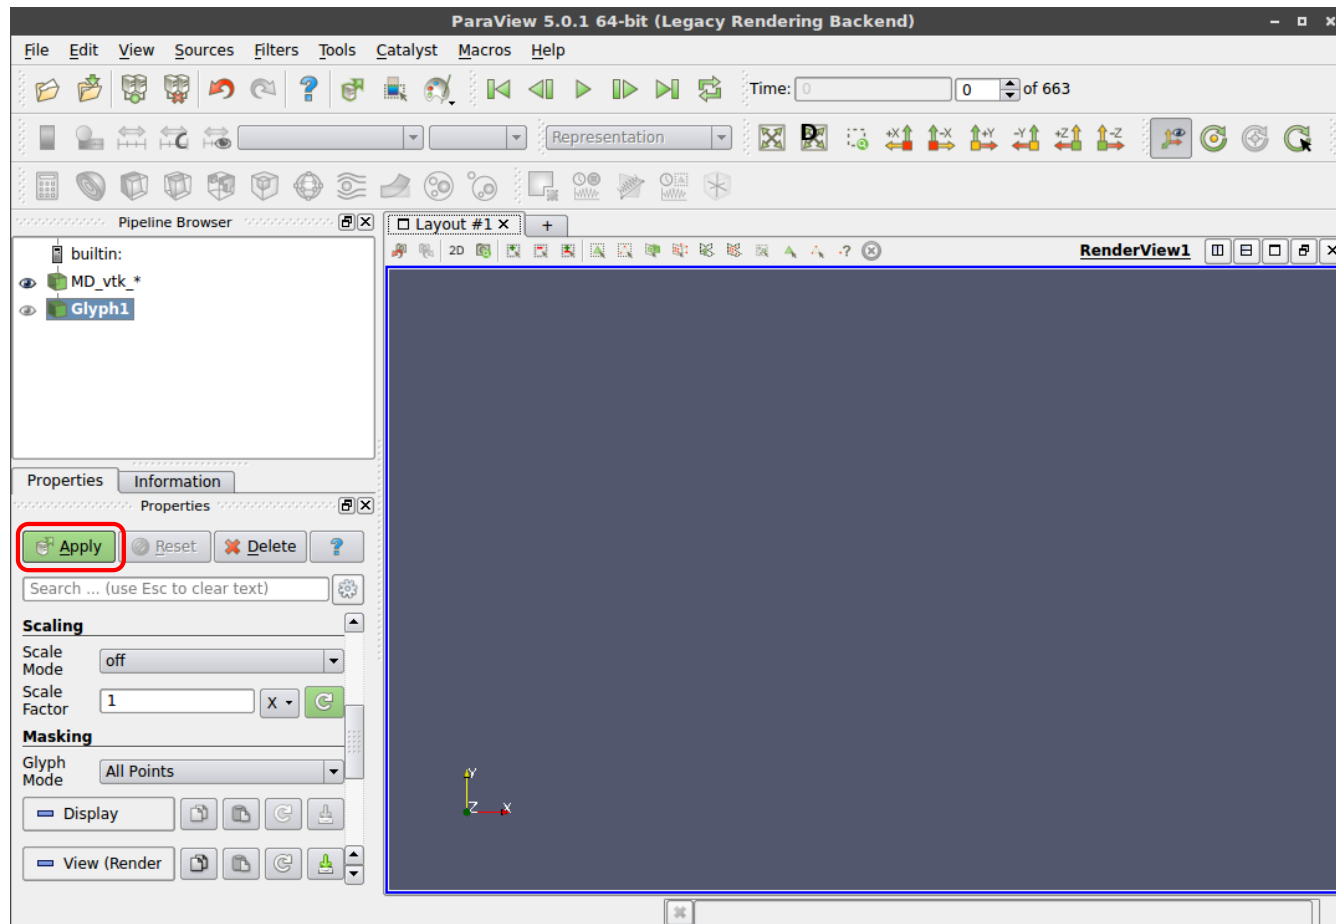 ParaView 5.0.1 64-bit (Legacy Rendering Backend)
File Edit View Sources Filters Tools Catalyst Macros Help
? Time: 0 0 of 663
Representation D +X -X +Y -Y +Z -Z
Pipeline Browser
Layout #1 +
builtin:
2D ? RenderView1
MD_vtk_*
Glyph1
Properties Information
Properties
Apply Reset Delete ?
Search ... (use Esc to clear text)
Scaling
Scale Mode off
Scale Factor 1 X
Masking
Glyph Mode All Points
Display
View (Render
Y
Z X